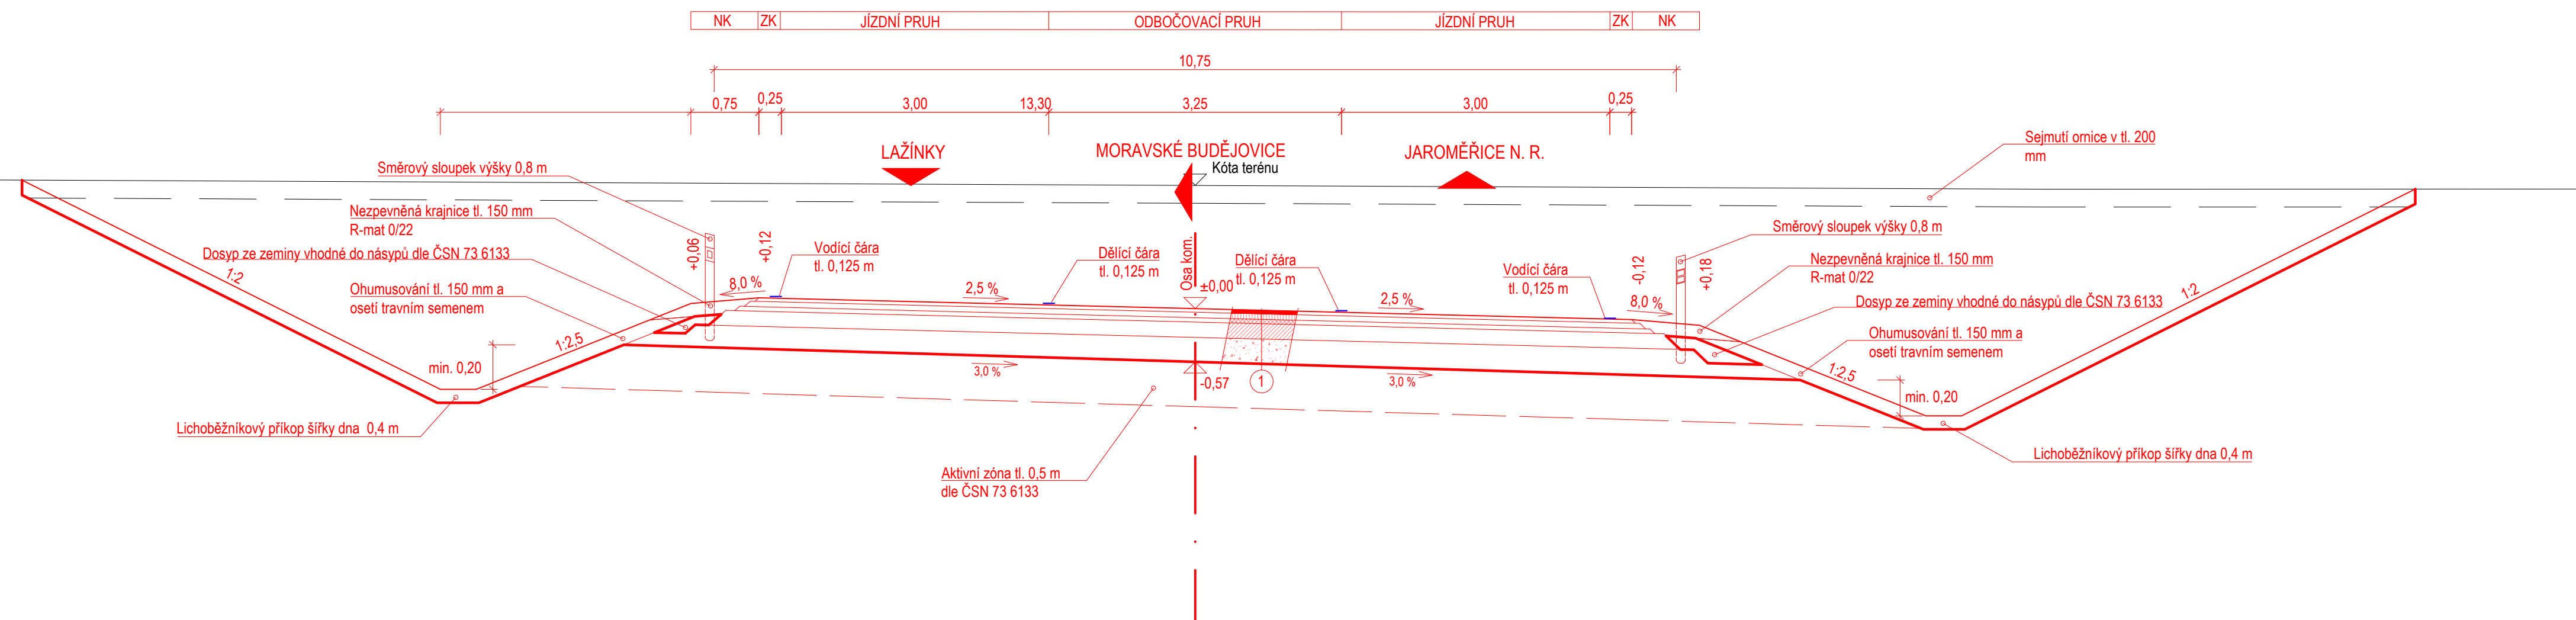 NK ZK JÍZDNÍ PRUH ODBOČOVACÍ PRUH JÍZDNÍ PRUH ZK NK
10,75
0,75 0,25 3,00 13,30 3,25 3,00 0,25
LAŽÍNKY
MORAVSKÉ BUDĚJOVICE
JAROMĚŘICE N. R.
Kóta terénu
Sejmutí ornice v tl. 200
mm
Směrový sloupek výšky 0,8 m
Nezpevněná krajnice tl. 150 mm
R-mat 0/22
Dosyp ze zeminy vhodné do násypů dle ČSN 73 6133
Ohumusování tl. 150 mm a
osetí travním semenem
1:2
1:2,5
min. 0,20
Lichoběžníkový příkop šířky dna 0,4 m
+0,06
+0,12
8,0 %
Vodící čára
tl. 0,125 m
2,5 %
Dělící čára
tl. 0,125 m
Osa kom.
±0,00
Dělící čára
tl. 0,125 m
2,5 %
Vodící čára
tl. 0,125 m
-0,12
8,0 %
+0,18
Směrový sloupek výšky 0,8 m
Nezpevněná krajnice tl. 150 mm
R-mat 0/22
Dosyp ze zeminy vhodné do násypů dle ČSN 73 6133
Ohumusování tl. 150 mm a
osetí travním semenem
1:2
1:2,5
min. 0,20
Lichoběžníkový příkop šířky dna 0,4 m
3,0 %
-0,57
1
3,0 %
Aktivní zóna tl. 0,5 m
dle ČSN 73 6133